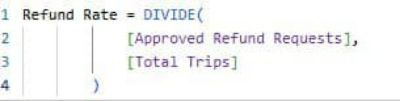 1 Refund Rate = DIVIDE(
2 [Approved Refund Requests],
3 [Total Trips]
4 )